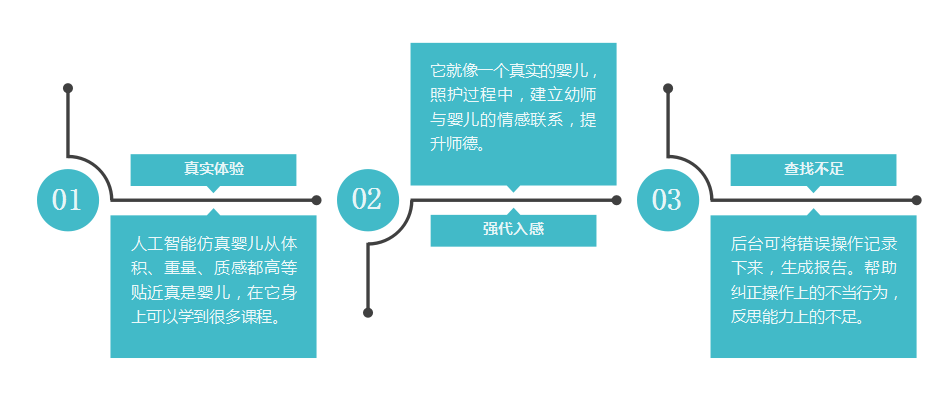 01
真实体验
人工智能仿真婴儿从体
积、重量、质感都高等
贴近真是婴儿，在它身
上可以学到很多课程。
02
它就像一个真实的婴儿，
照护过程中，建立幼师
与婴儿的情感联系，提
升师德。
强代入感
03
查找不足
后台可将错误操作记录
下来，生成报告。帮助
纠正操作上的不当行为，
反思能力上的不足。